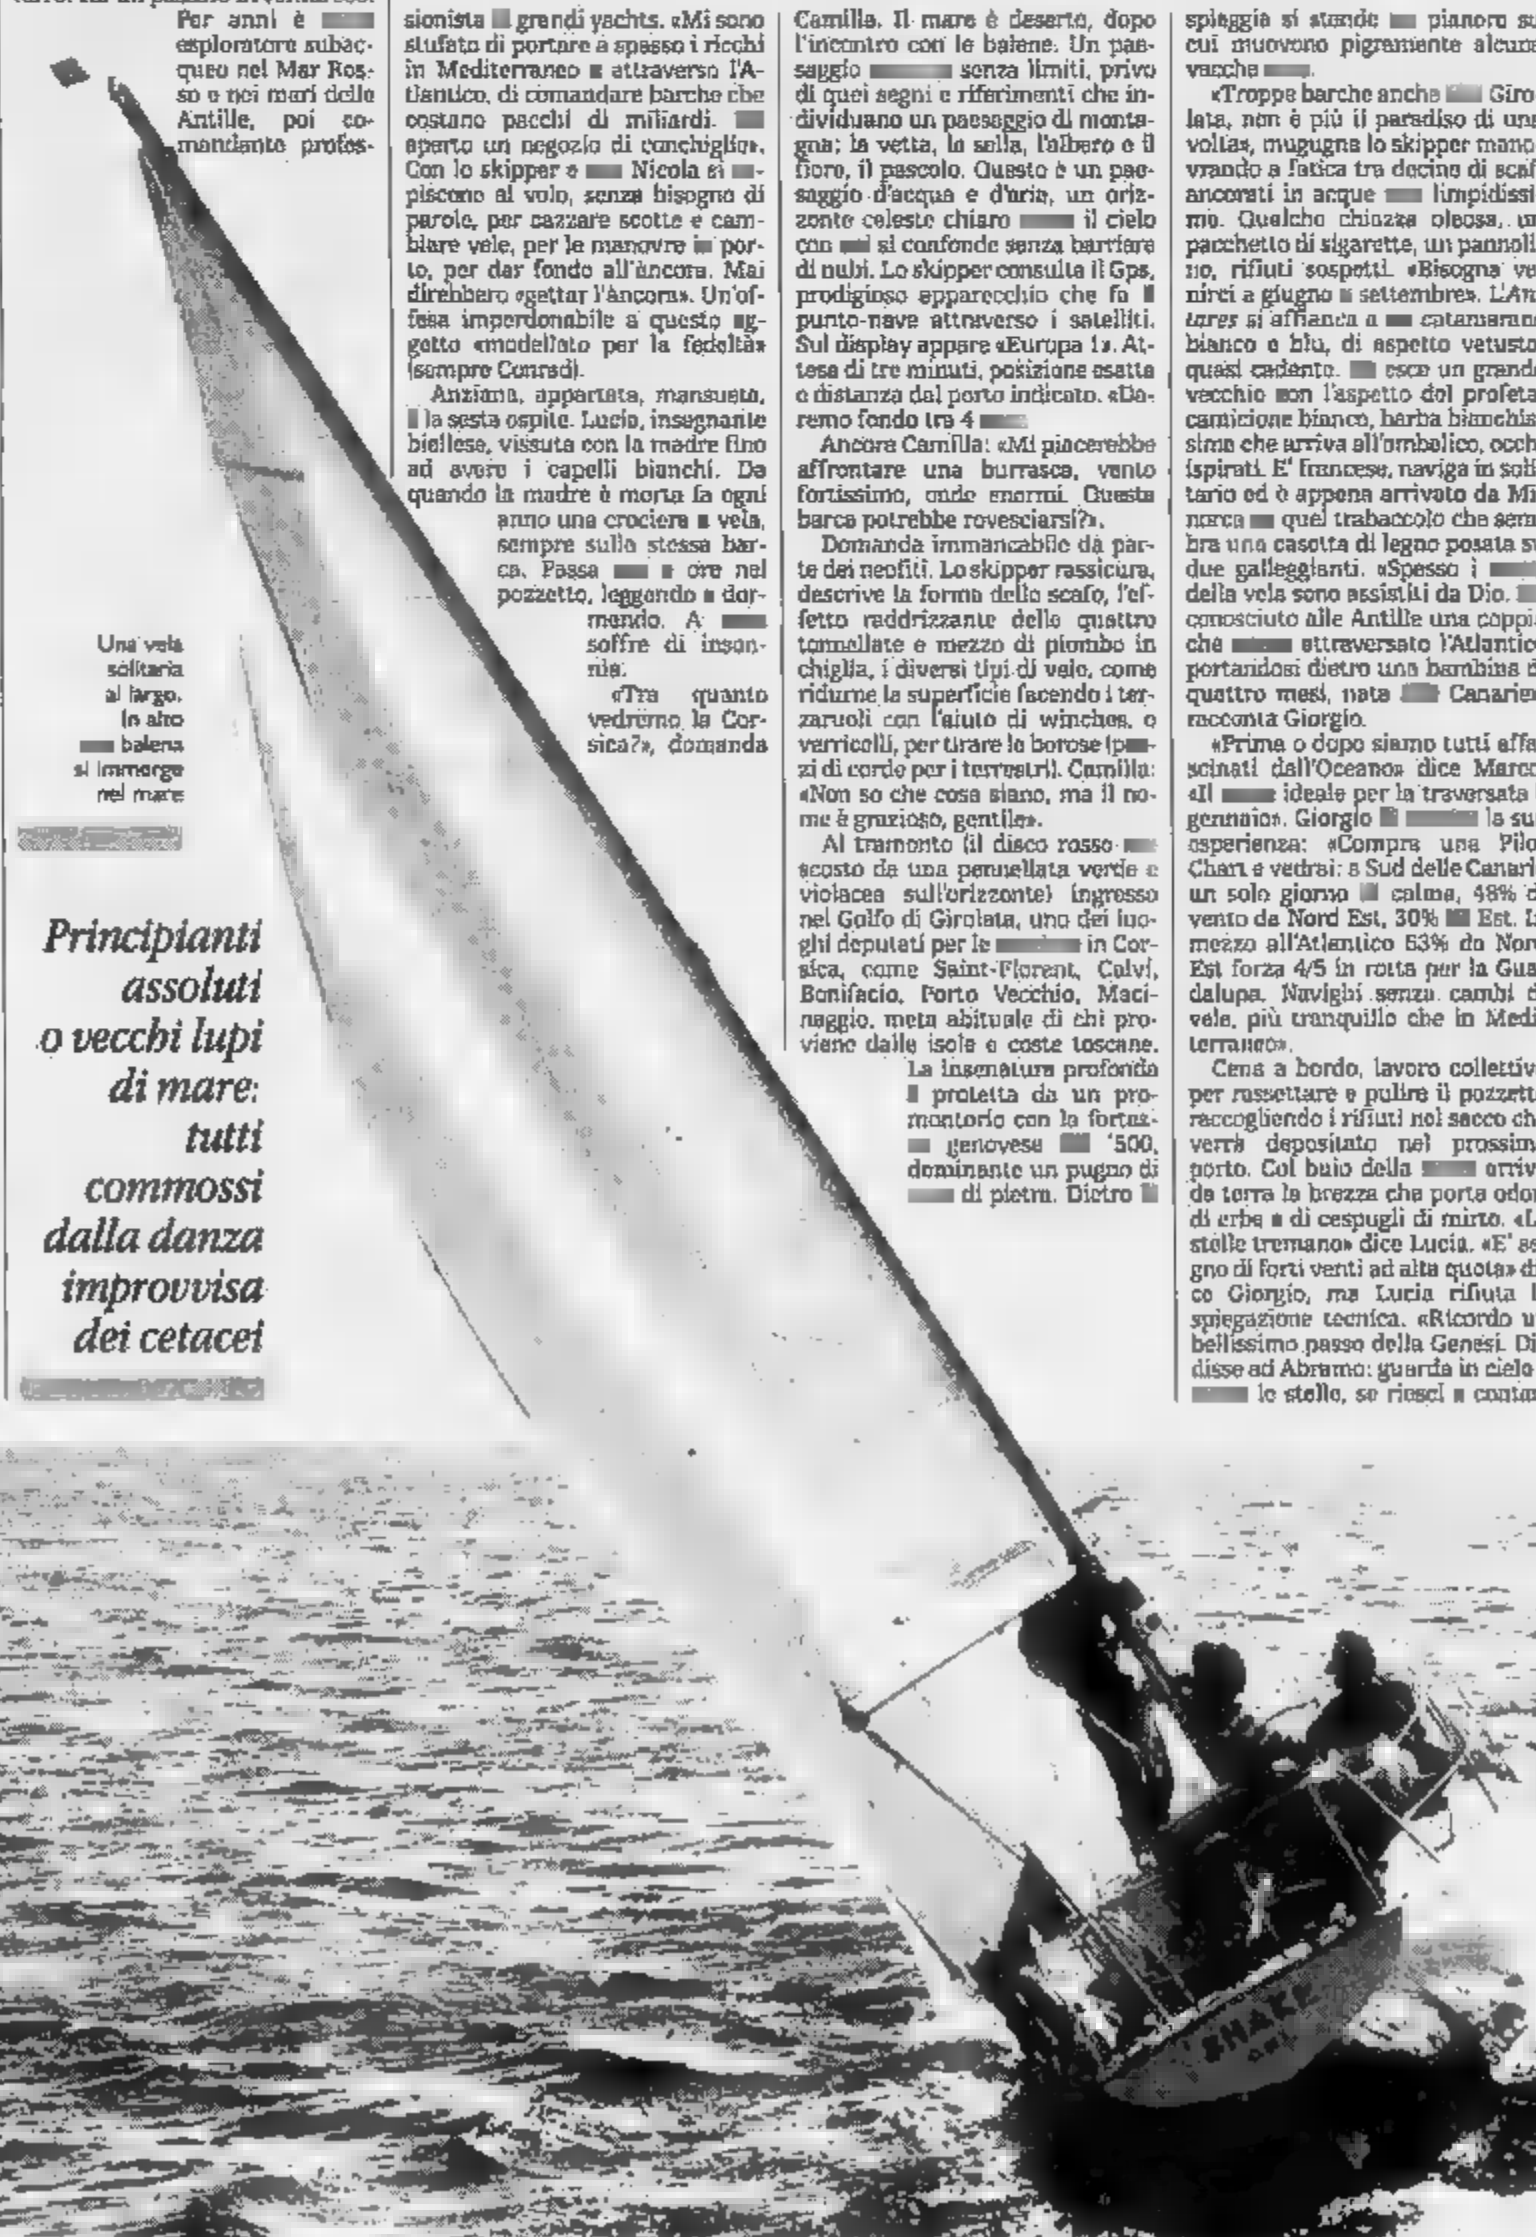 Per anni è
esploratore subac-
queo nel Mar Ros-
so e nei mari delle
Antille, poi co-
mandante profes-
Una vela
solitaria
al largo.
In alto
balena
si immerge
nel mare
Principianti
assoluti
o vecchi lupi
di mare:
tutti
commossi
dalla danza
improvvisa
dei cetacei
sionista grandi yachts. «Mi sono
stufato di portare a spasso i ricchi
in Mediterraneo attraverso l'A-
tlantico, di comandare barche che
costano pacchi di miliardi.
aperto un negozio di conchiglie».
Con lo skipper e Nicola si
piscono al volo, senza bisogno di
parole, per cazzare scotte e cam-
biare vele, per le manovre por-
to, per dar fondo all'àncora. Mai
direbbero «gettar l'àncora». Un'of-
fesa imperdonabile a questo og-
getto «modellato per la fedeltà»
(sempre Conrad).
Anziana, appartata, mansueta,
la sesta ospite. Lucia, insegnante
biellese, vissuta con la madre fino
ad avere i capelli bianchi. Da
quando la madre è morta fa ogni
anno una crociera vela,
sempre sulla stessa bar-
ca. Passa ore nel
pozzetto, leggendo dor-
mendo. A
soffre di inson-
nia.
«Tra quanto
vedremo la Cor-
sica?», domanda
Camilla. Il mare è deserto, dopo
l'incontro con le balene. Un pae-
saggio senza limiti, privo
di quei segni e riferimenti che in-
dividuano un paesaggio di monta-
gna; la vetta, la sella, l'albero e il
fiore, il pascolo. Questo è un pae-
saggio d'acqua e d'aria, un oriz-
zonte celeste chiaro il cielo
con si confonde senza barriere
di nubi. Lo skipper consulta il Gps,
prodigioso apparecchio che fa
punto-nave attraverso i satelliti.
Sul display appare «Europa 1». At-
tesa di tre minuti, posizione esatta
e distanza dal porto indicato. «Da-
remo fondo tra 4
Ancora Camilla: «Mi piacerebbe
affrontare una burrasca, vento
fortissimo, onde enormi. Questa
barca potrebbe rovesciarsi?».
Domanda immancabile da par-
te dei neofiti. Lo skipper rassicura,
descrive la forma dello scafo, l'ef-
fetto raddrizzante delle quattro
tonnellate e mezzo di piombo in
chiglia, i diversi tipi di vele, come
ridurne la superficie facendo i ter-
zaruoli con l'aiuto di winches, o
verricelli, per tirare le borose
zi di corde per i terrestri). Camilla:
«Non so che cosa siano, ma il no-
me è grazioso, gentile».
Al tramonto (il disco rosso
scosto da una pennellata verde e
violacea sull'orizzonte) ingresso
nel Golfo di Girolata, uno dei luo-
ghi deputati per le in Cor-
sica, come Saint-Florent, Calvi,
Bonifacio, Porto Vecchio, Maci-
naggio, meta abituale di chi pro-
viene dalle isole e coste toscane.
La insenatura profonda
protetta da un pro-
montorio con la fortez-
genovese '500,
dominante un pugno di
di pietra. Dietro
spiaggia si stende pianoro su
cui muovono pigramente alcune
vacche
«Troppe barche anche Giro-
lata, non è più il paradiso di una
volta», mugugna lo skipper mano-
vrando a fatica tra decine di scafi
ancorati in acque limpidissi-
me. Qualche chiazza oleosa, un
pacchetto di sigarette, un pannoli-
no, rifiuti sospetti. «Bisogna ve-
nirci a giugno settembre». L'An-
tares si affianca a catamarano
bianco e blu, di aspetto vetusto
quasi cadente. esce un grande
vecchio con l'aspetto del profeta,
camicione bianco, barba bianchis-
sima che arriva all'ombelico, occhi
ispirati. E' francese, naviga in soli-
tario ed è appena arrivato da Mi-
norca quel trabaccolo che sem-
bra una casetta di legno posata su
due galleggianti. «Spesso i
della vela sono assistiti da Dio.
conosciuto alle Antille una coppia
che attraversato l'Atlantico
portandosi dietro una bambina di
quattro mesi, nata Canarie»
racconta Giorgio.
«Prima o dopo siamo tutti affa-
scinati dall'Oceano» dice Marco.
«Il ideale per la traversata
gennaio». Giorgio la sua
esperienza: «Compra una Pilot
Chart e vedrai: a Sud delle Canarie
un solo giorno calma, 48% di
vento da Nord Est, 30% Est. In
mezzo all'Atlantico 63% da Nord
Est forza 4/5 in rotta per la Gua-
dalupa. Navighi senza cambi di
vela, più tranquillo che in Medi-
terraneo».
Cena a bordo, lavoro collettivo
per rassettare e pulire il pozzetto
raccogliendo i rifiuti nel sacco che
verrà depositato nel prossimo
porto. Col buio della arriva
da terra la brezza che porta odori
di erba di cespugli di mirto. «Le
stelle tremano» dice Lucia. «E' se-
gno di forti venti ad alta quota» di-
ce Giorgio, ma Lucia rifiuta la
spiegazione tecnica. «Ricordo un
bellissimo passo della Genesi. Dio
disse ad Abramo: guarda in cielo
le stelle, se riesci a contar
SHAKE